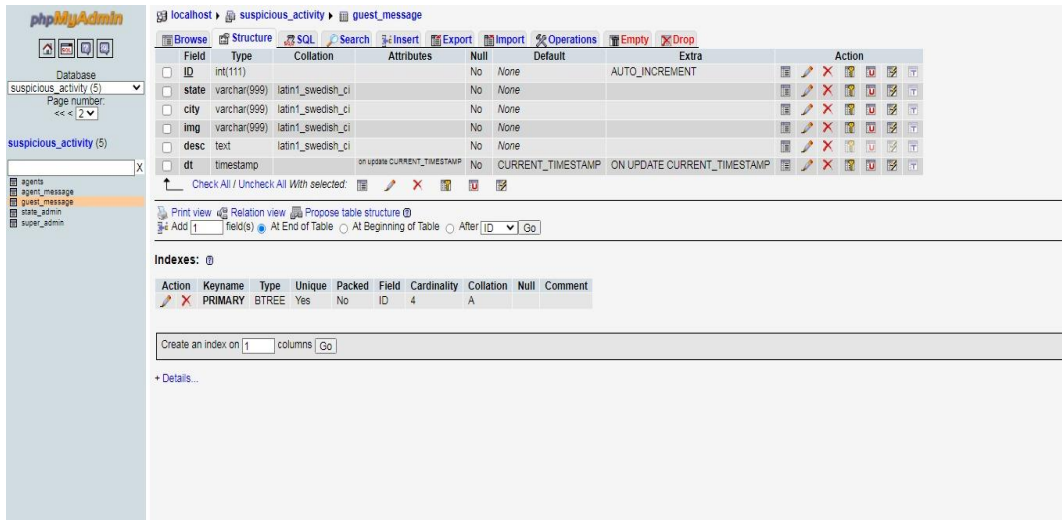 phpMyAdmin
localhost ▸ suspicious_activity ▸ guest_message
Browse Structure SQL Search Insert Export Import Operations Empty Drop
Database
suspicious_activity (5)
Page number:
<< < 2
suspicious_activity (5)
X
agents
agent_message
guest_message
state_admin
super_admin
Field Type Collation Attributes Null Default Extra Action
ID int(111) No None AUTO_INCREMENT
state varchar(999) latin1_swedish_ci No None
city varchar(999) latin1_swedish_ci No None
img varchar(999) latin1_swedish_ci No None
desc text latin1_swedish_ci No None
dt timestamp on update CURRENT_TIMESTAMP No CURRENT_TIMESTAMP ON UPDATE CURRENT_TIMESTAMP
Check All / Uncheck All With selected:
Print view Relation view Propose table structure
Add 1 field(s) At End of Table At Beginning of Table After ID Go
Indexes:
Action Keyname Type Unique Packed Field Cardinality Collation Null Comment
PRIMARY BTREE Yes No ID 4 A
Create an index on 1 columns Go
+ Details...